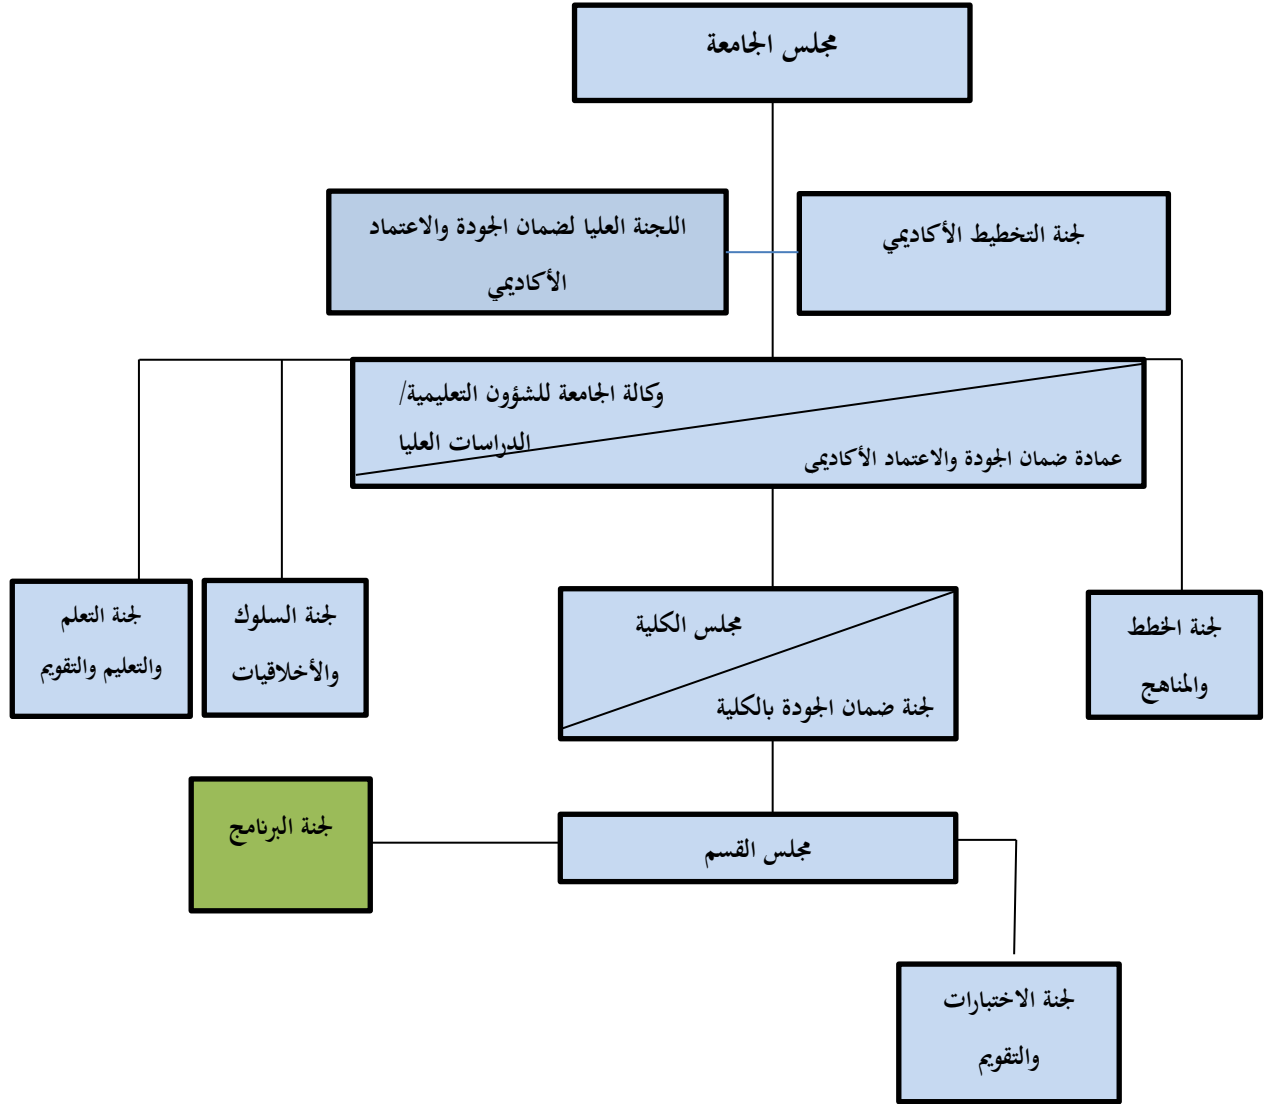 مجلس الجامعة
لجنة التخطيط الأكاديمي
اللجنة العليا لضمان الجودة والاعتماد
الأكاديمي
وكالة الجامعة للشؤون التعليمية/
الدراسات العليا
عمادة ضمان الجودة والاعتماد الأكاديمى
لجنة الخطط
والمناهج
مجلس الكلية
لجنة ضمان الجودة بالكلية
لجنة السلوك
والأخلاقيات
لجنة التعلم
والتعليم والتقويم
مجلس القسم
لجنة البرنامج
لجنة الاختبارات
والتقويم